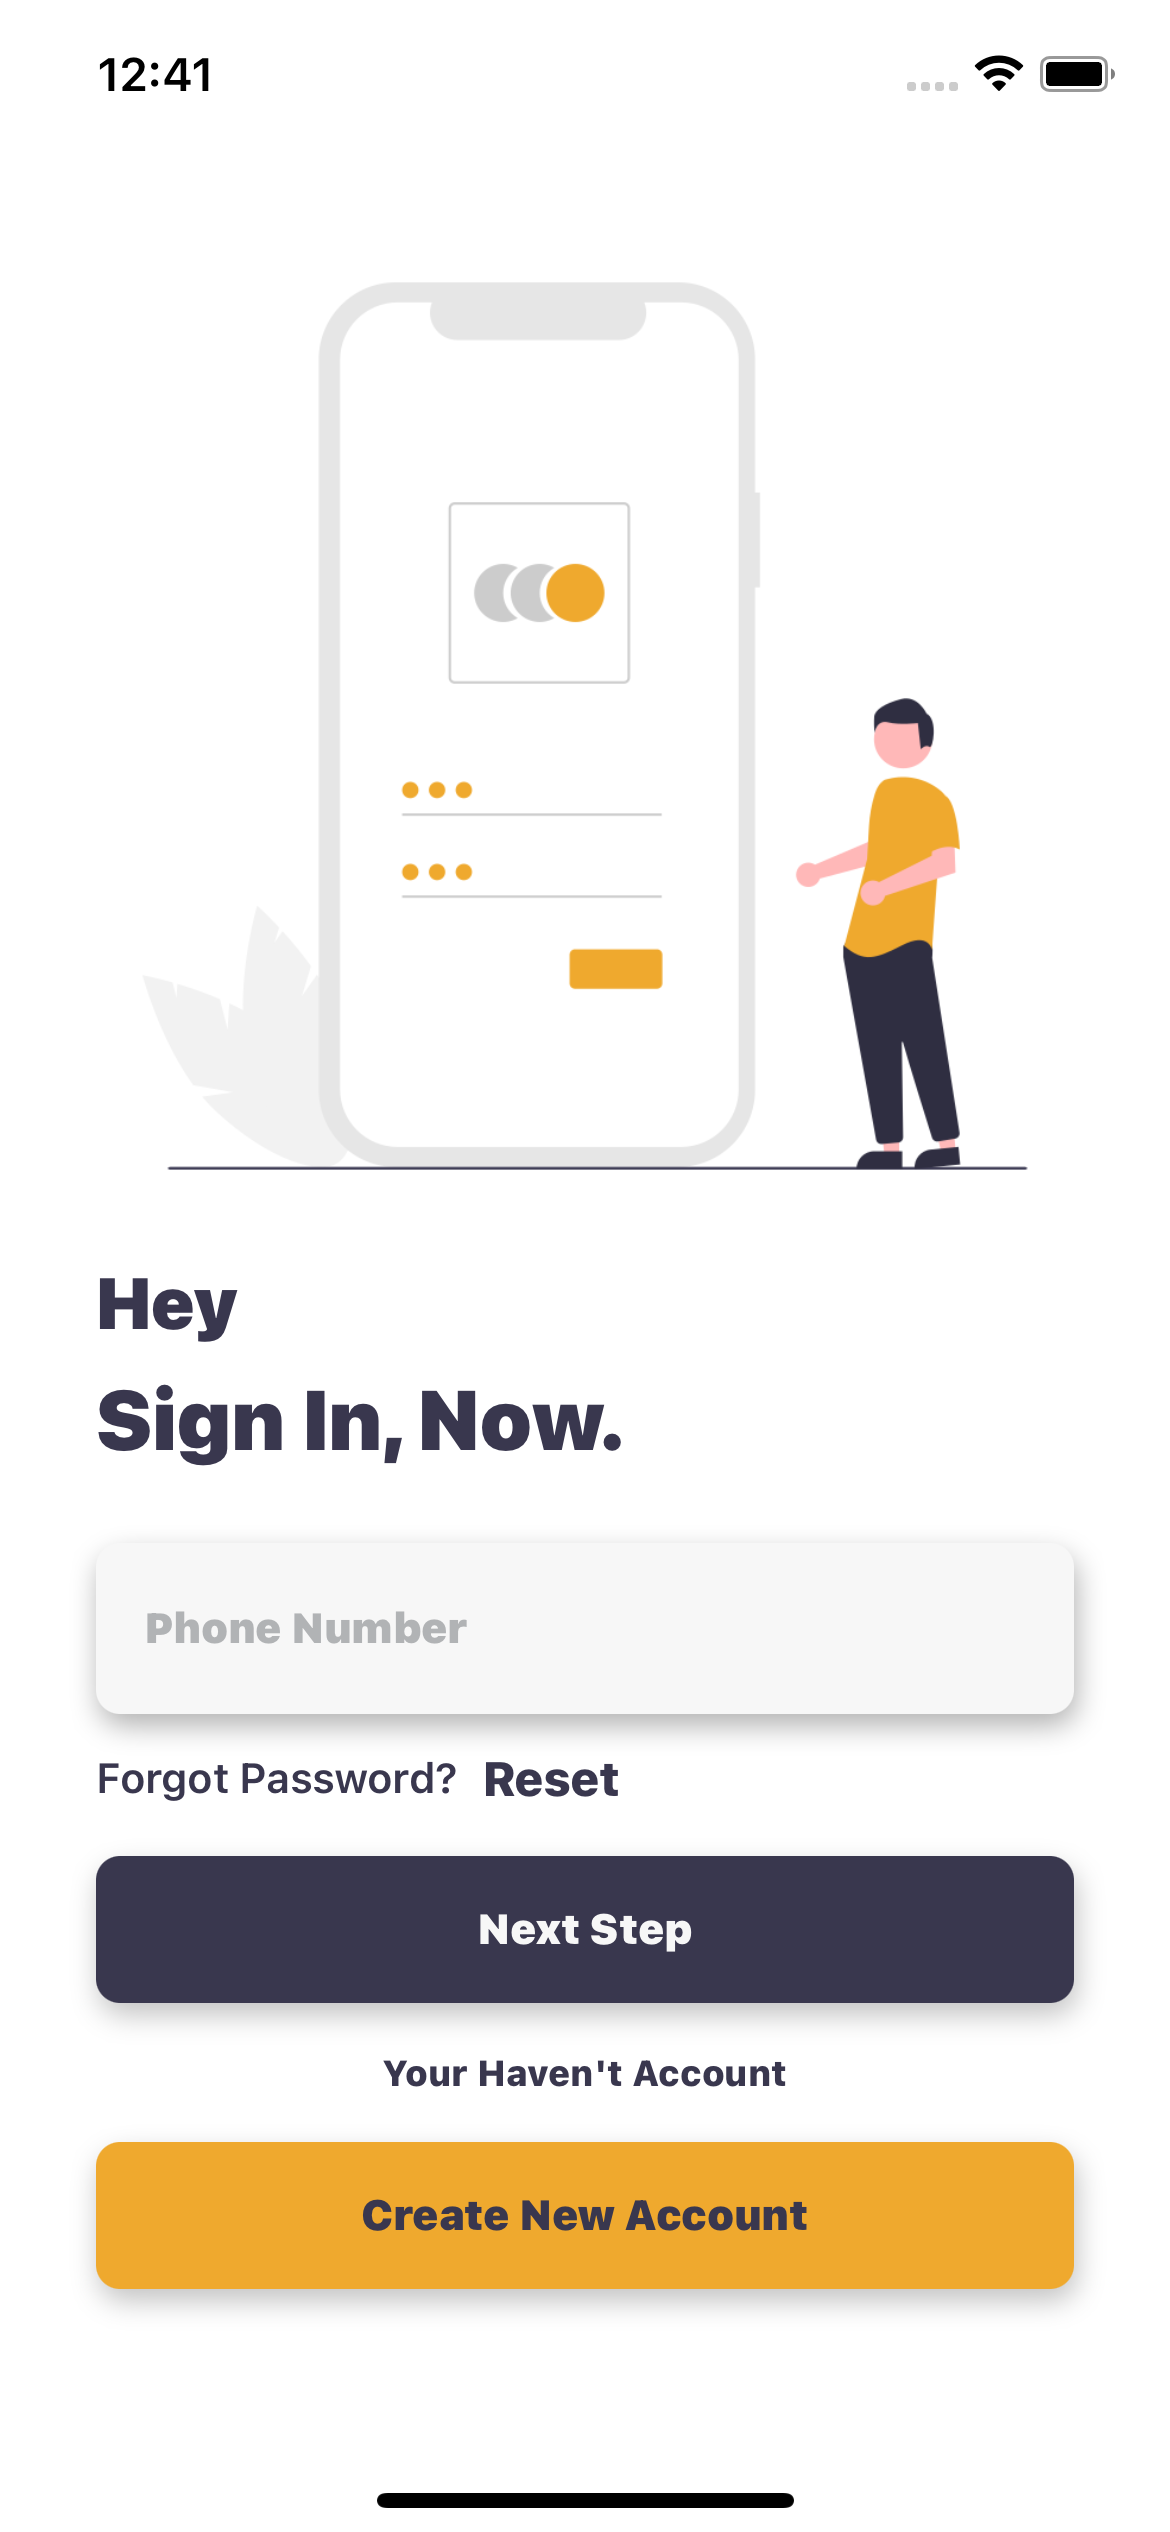 12:41
Hey
Sign In, Now.
Phone Number
Forgot Password? Reset
Next Step
Your Haven't Account
Create New Account